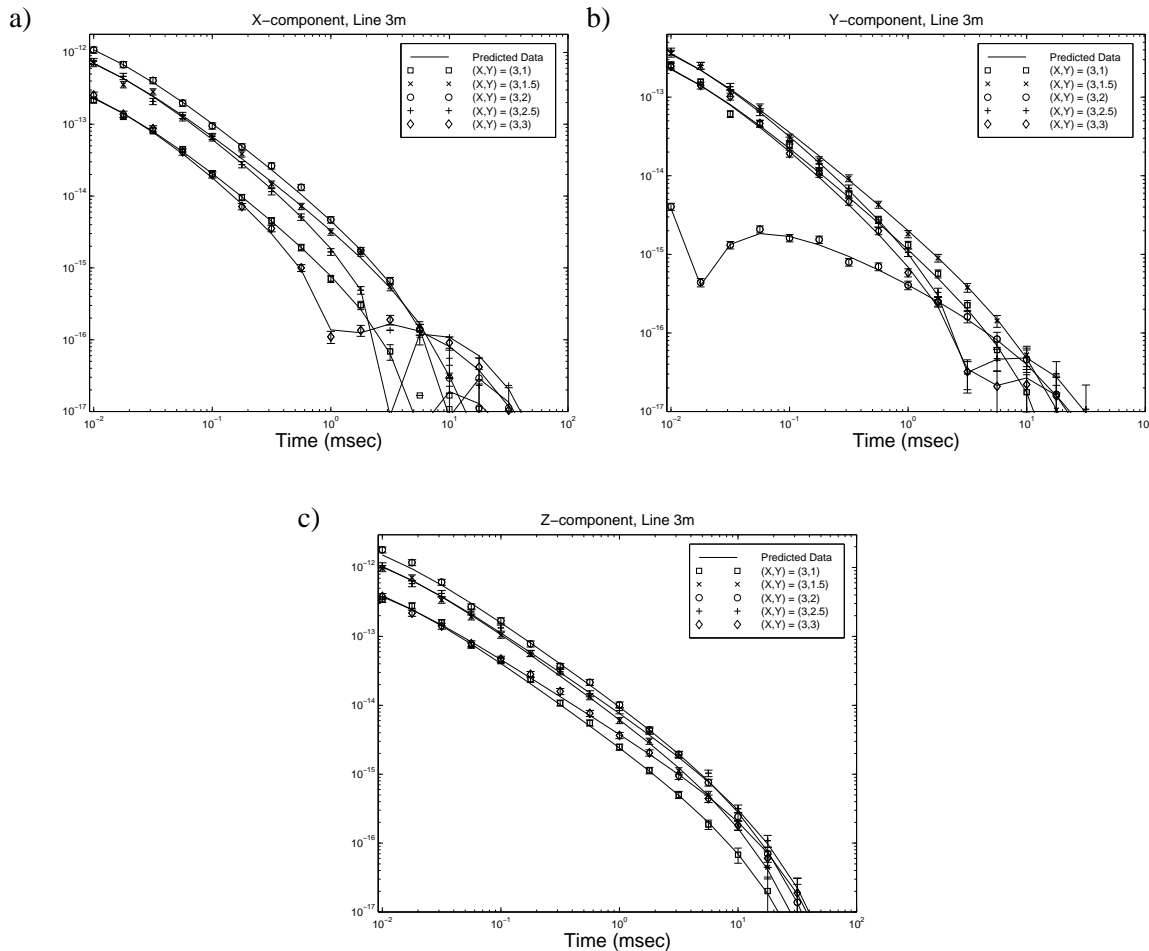 a)
X−component, Line 3m
10^−12
10^−13
10^−14
10^−15
10^−16
10^−17
10^−2
10^−1
10^0
10^1
10^2
Time (msec)
Predicted Data
(X,Y) = (3,1)
(X,Y) = (3,1.5)
(X,Y) = (3,2)
(X,Y) = (3,2.5)
(X,Y) = (3,3)
b)
Y−component, Line 3m
10^−13
10^−14
10^−15
10^−16
10^−17
10^−2
10^−1
10^0
10^1
10
Time (msec)
Predicted Data
(X,Y) = (3,1)
(X,Y) = (3,1.5)
(X,Y) = (3,2)
(X,Y) = (3,2.5)
(X,Y) = (3,3)
c)
Z−component, Line 3m
10^−12
10^−13
10^−14
10^−15
10^−16
10^−17
10^−2
10^−1
10^0
10^1
10^2
Time (msec)
Predicted Data
(X,Y) = (3,1)
(X,Y) = (3,1.5)
(X,Y) = (3,2)
(X,Y) = (3,2.5)
(X,Y) = (3,3)